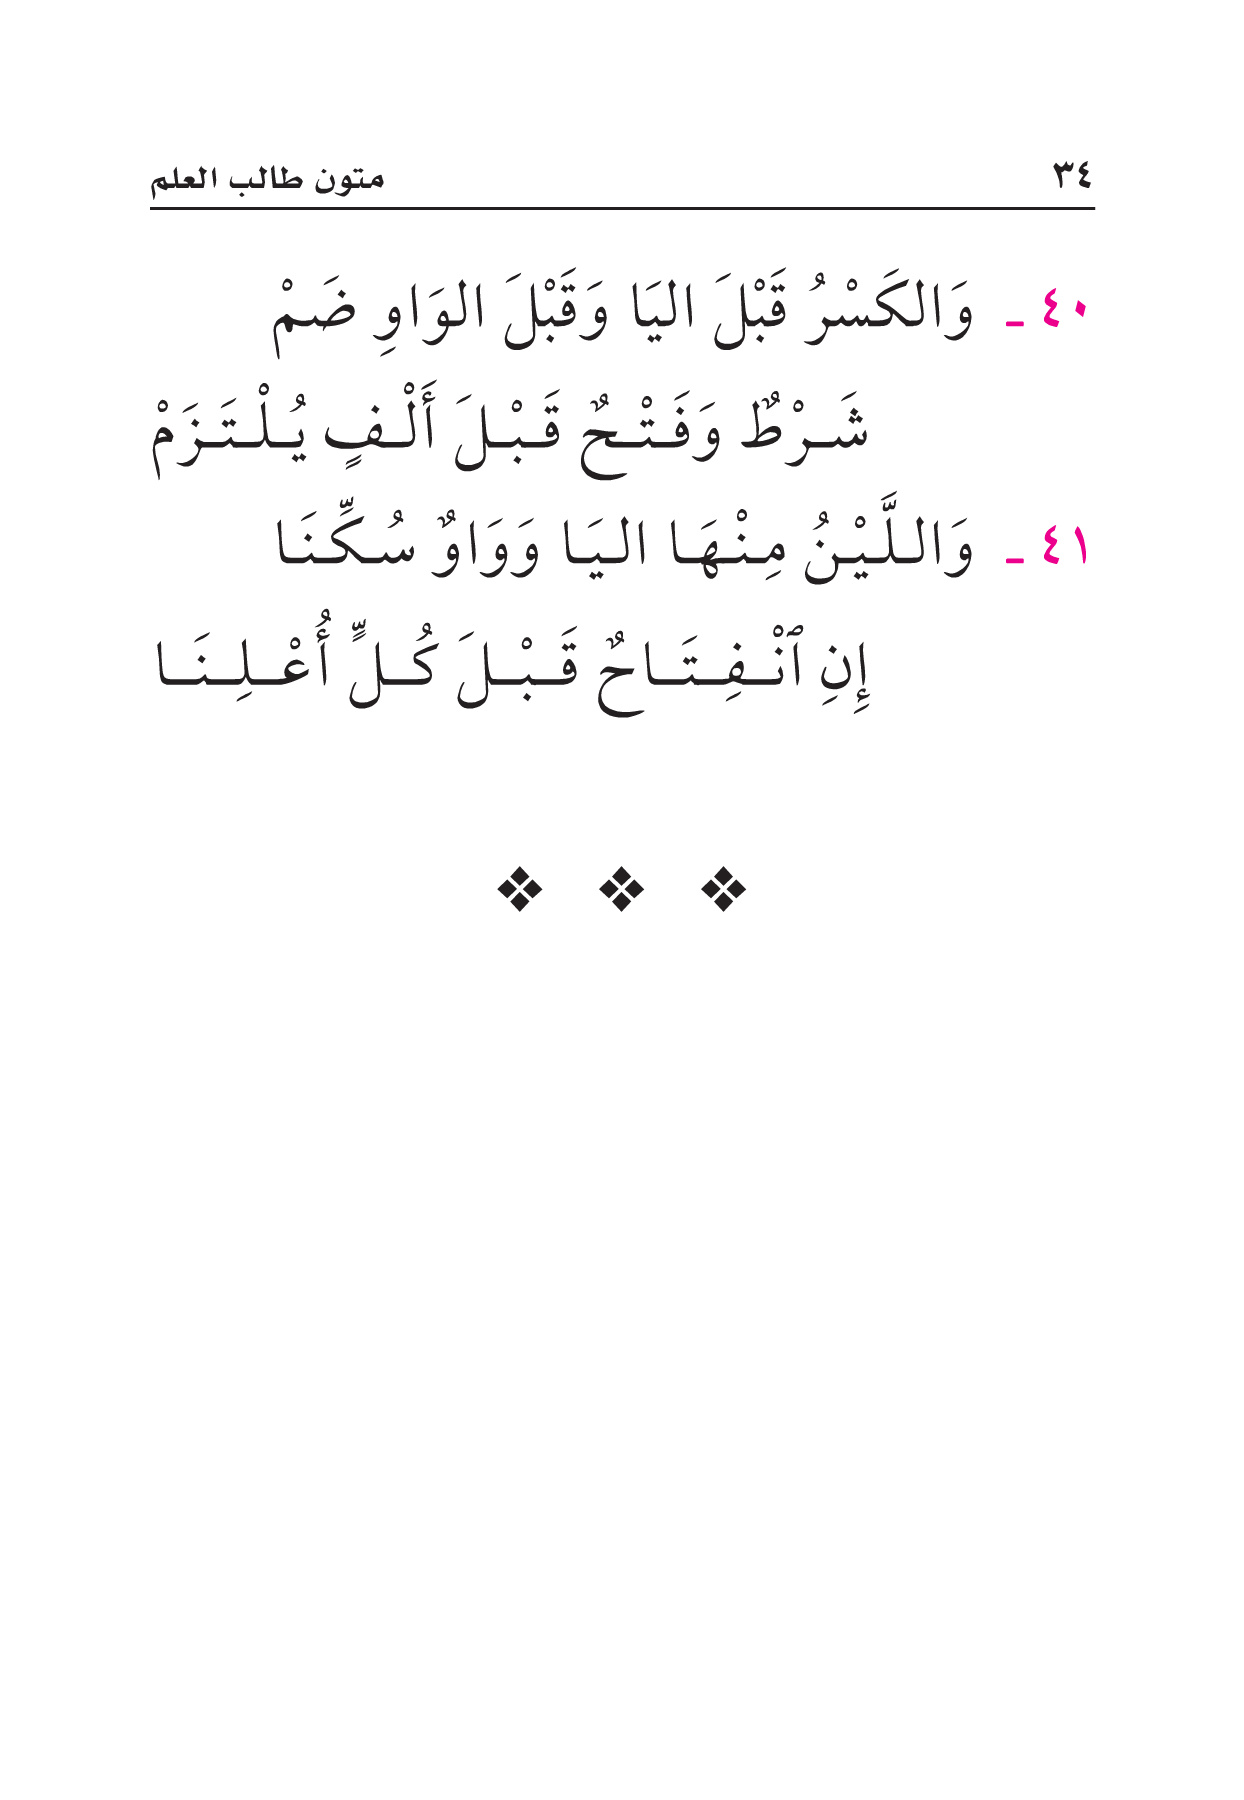 ٣٤ متون طالب العلم
٤٠ ـ وَالكَسْرُ قَبْلَ اليَا وَقَبْلَ الوَاوِ ضَمْ
شَرْطٌ وَفَتْحٌ قَبْلَ أَلْفٍ يُلْتَزَمْ
٤١ ـ وَاللَّيْنُ مِنْهَا اليَا وَوَاوٌ سُكِّنَا
إِنِ ٱنْفِتَاحٌ قَبْلَ كُلٍّ أُعْلِنَا